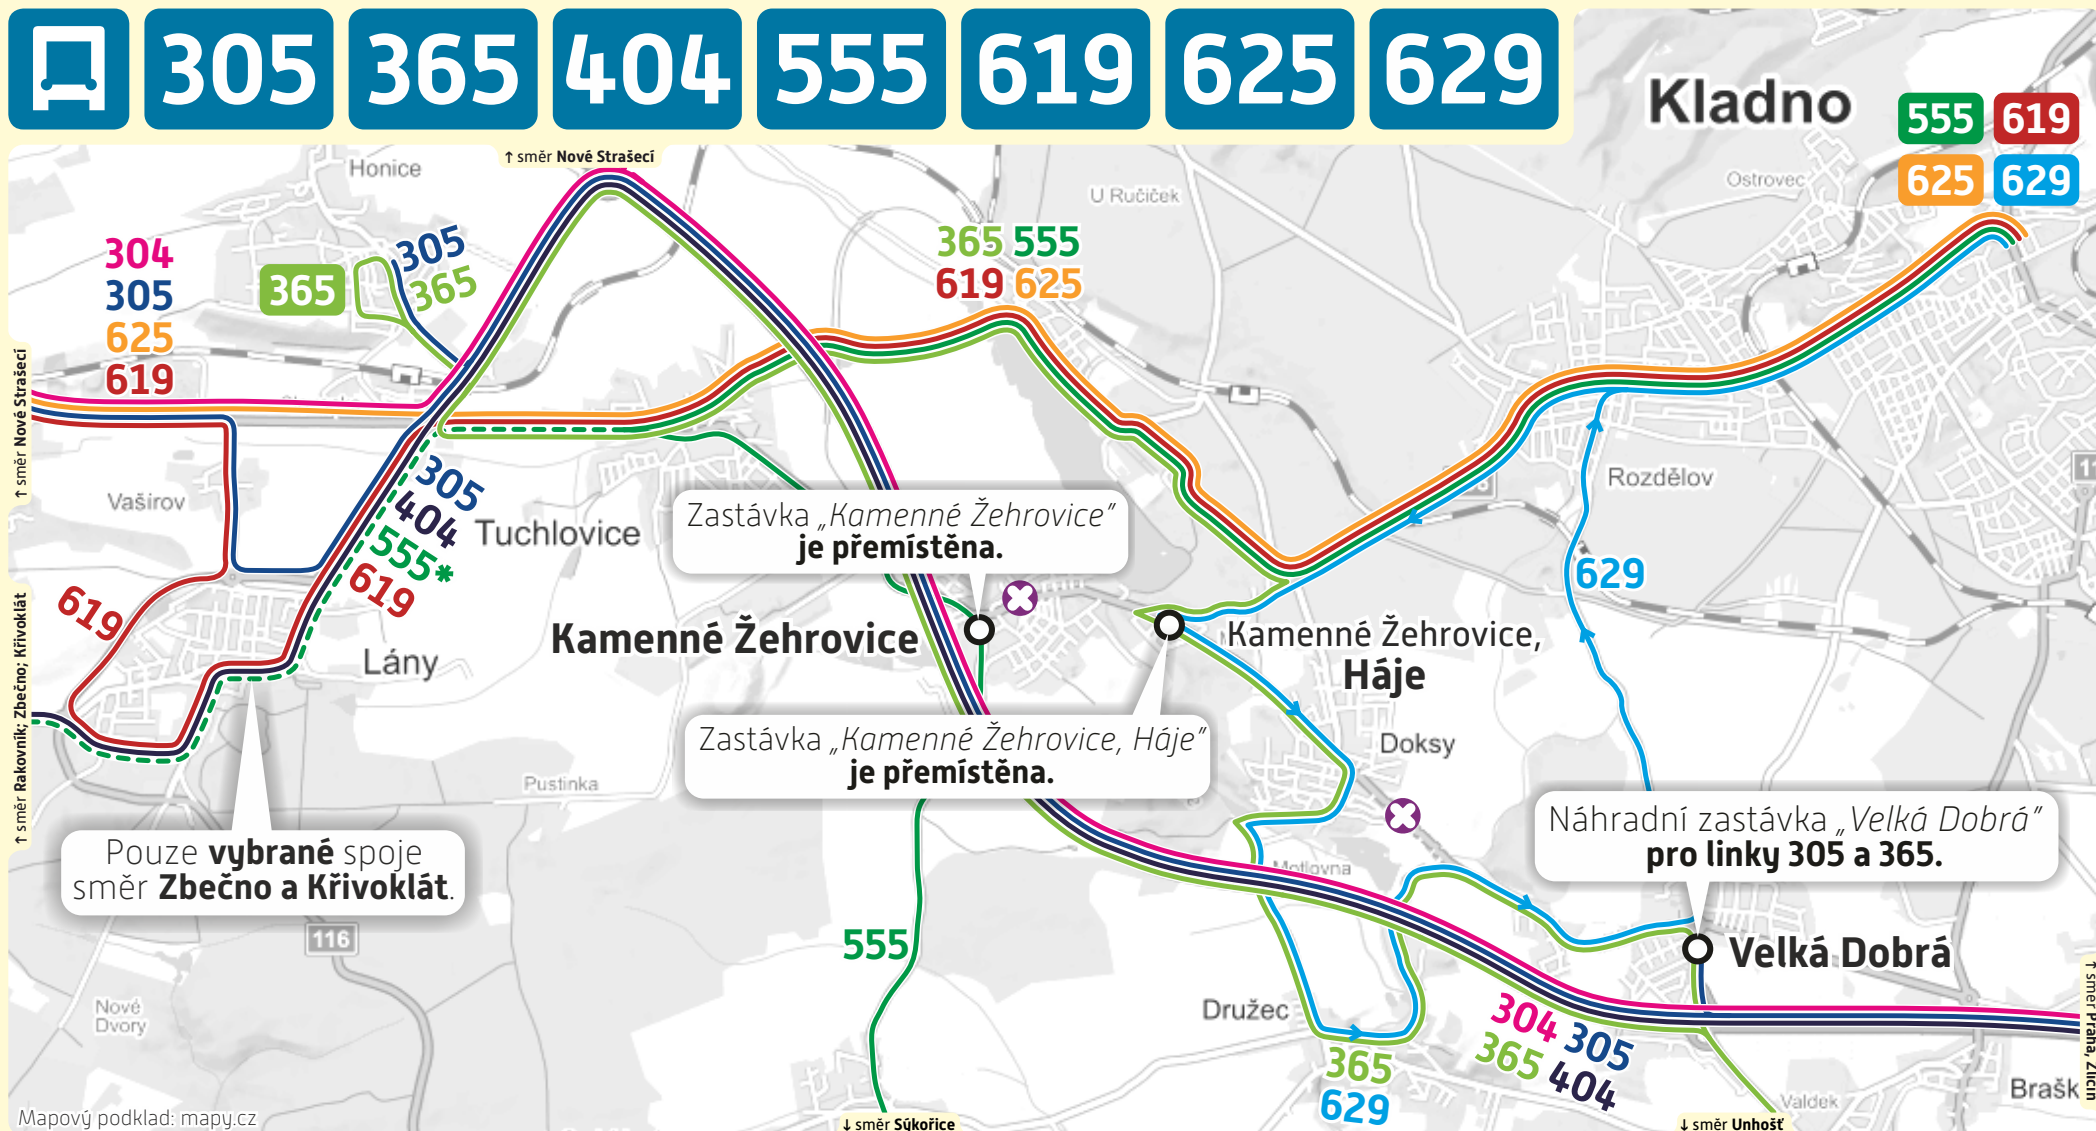 305 365 404 555 619 625 629
Kladno
555 619
625 629
↑ směr Nové Strašecí
Honice
U Ručiček
Ostrovec
304
305
625
619
365
305
365
365 555
619 625
↑ směr Nové Strašecí
Vašírov
305
404
555*
619
Tuchlovice
Zastávka „Kamenné Žehrovice”
je přemístěna.
Rozdělov
629
619
Lány
Kamenné Žehrovice
Kamenné Žehrovice,
Háje
↑ směr Rakovník; Zbečno; Křivoklát
Zastávka „Kamenné Žehrovice, Háje”
je přemístěna.
Doksy
Pustinka
Pouze vybrané spoje
směr Zbečno a Křivoklát.
Náhradní zastávka „Velká Dobrá”
pro linky 305 a 365.
Motlovna
116
555
Velká Dobrá
Nové
Dvory
Družec
304 305
365 404
365
629
↑ směr Praha, Zličín
Brašk
Valdek
Mapový podklad: mapy.cz
↓ směr Sýkořice
↓ směr Unhošť